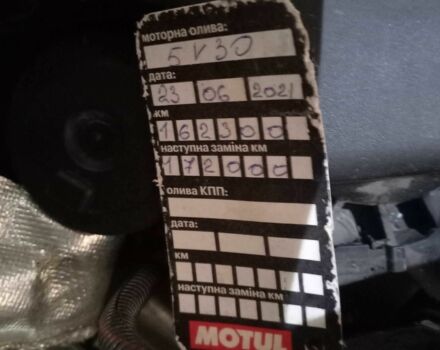 моторна олива:
5W30
дата:
23 06 2021
км
162300
наступна заміна км
172000
олива КПП:
дата:
км
наступна заміна км
MOTUL